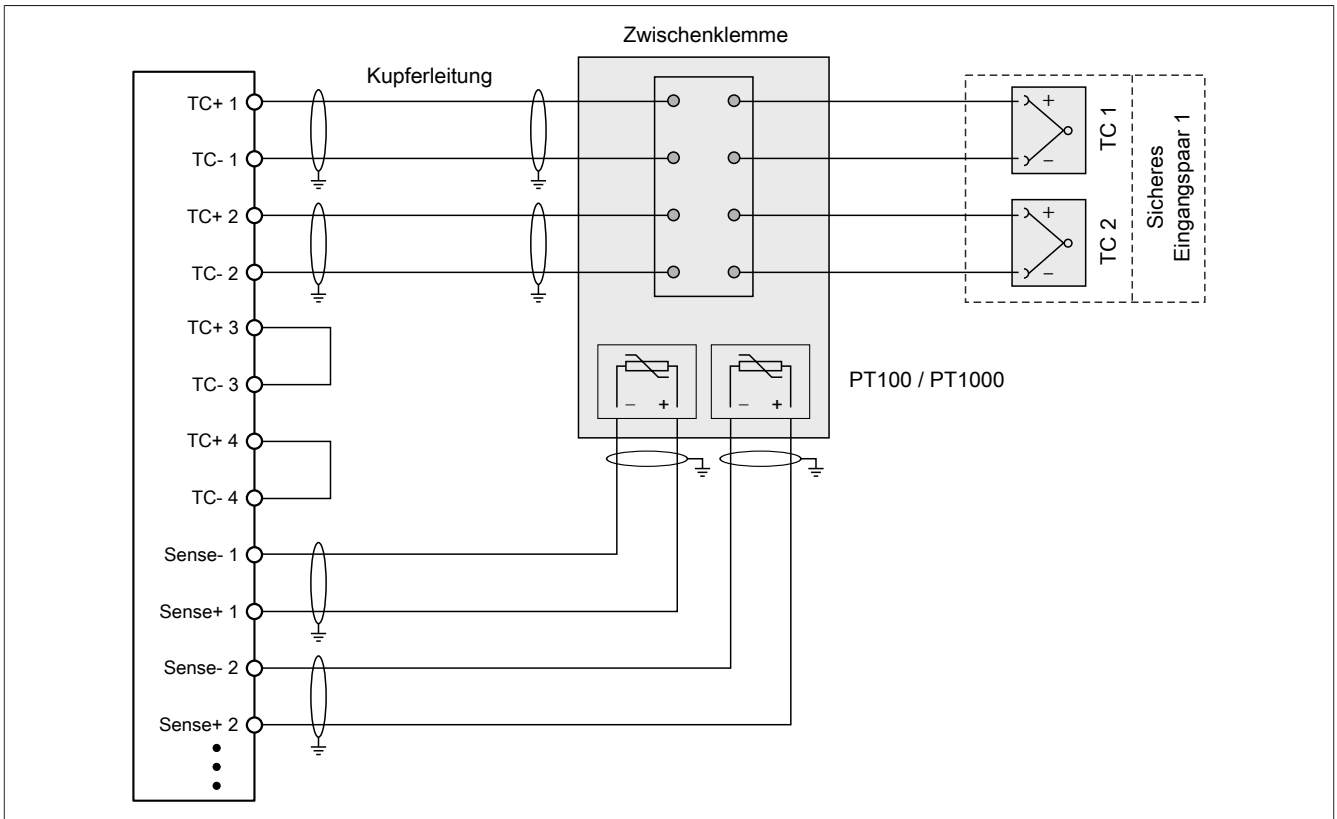 Zwischenklemme
Kupferleitung
TC+ 1
TC- 1
TC+ 2
TC- 2
TC+ 3
TC- 3
TC+ 4
TC- 4
Sense- 1
Sense+ 1
Sense- 2
Sense+ 2
+
−
TC 1
+
−
TC 2
Sicheres
Eingangspaar 1
− +
− +
PT100 / PT1000